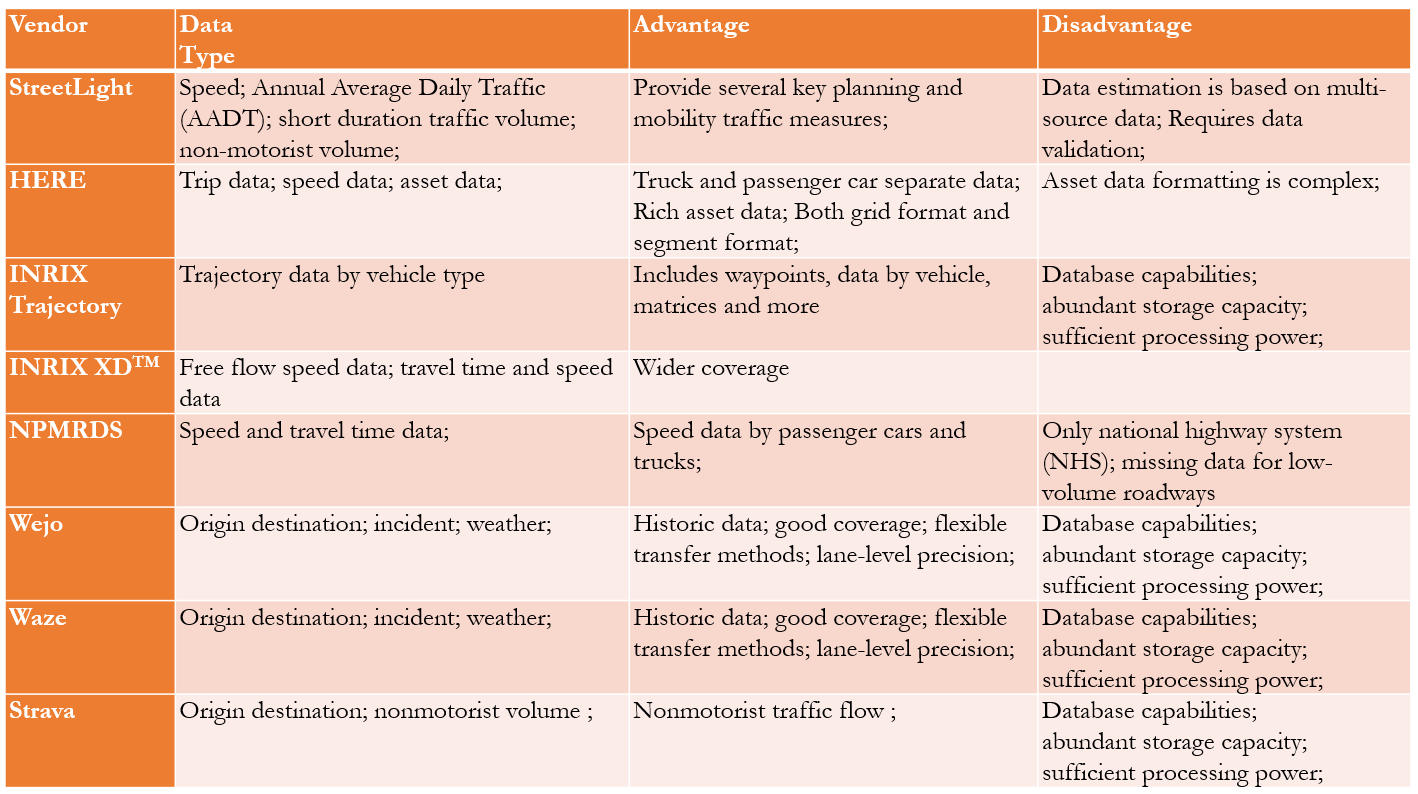 Vendor
Data
Type
Advantage
Disadvantage
StreetLight
Speed; Annual Average Daily Traffic
(AADT); short duration traffic volume;
non-motorist volume;
Provide several key planning and
mobility traffic measures;
Data estimation is based on multi-
source data; Requires data
validation;
HERE
Trip data; speed data; asset data;
Truck and passenger car separate data;
Rich asset data; Both grid format and
segment format;
Asset data formatting is complex;
INRIX
Trajectory
Trajectory data by vehicle type
Includes waypoints, data by vehicle,
matrices and more
Database capabilities;
abundant storage capacity;
sufficient processing power;
INRIX XD™
Free flow speed data; travel time and speed
data
Wider coverage
NPMRDS
Speed and travel time data;
Speed data by passenger cars and
trucks;
Only national highway system
(NHS); missing data for low-
volume roadways
Wejo
Origin destination; incident; weather;
Historic data; good coverage; flexible
transfer methods; lane-level precision;
Database capabilities;
abundant storage capacity;
sufficient processing power;
Waze
Origin destination; incident; weather;
Historic data; good coverage; flexible
transfer methods; lane-level precision;
Database capabilities;
abundant storage capacity;
sufficient processing power;
Strava
Origin destination; nonmotorist volume ;
Nonmotorist traffic flow ;
Database capabilities;
abundant storage capacity;
sufficient processing power;